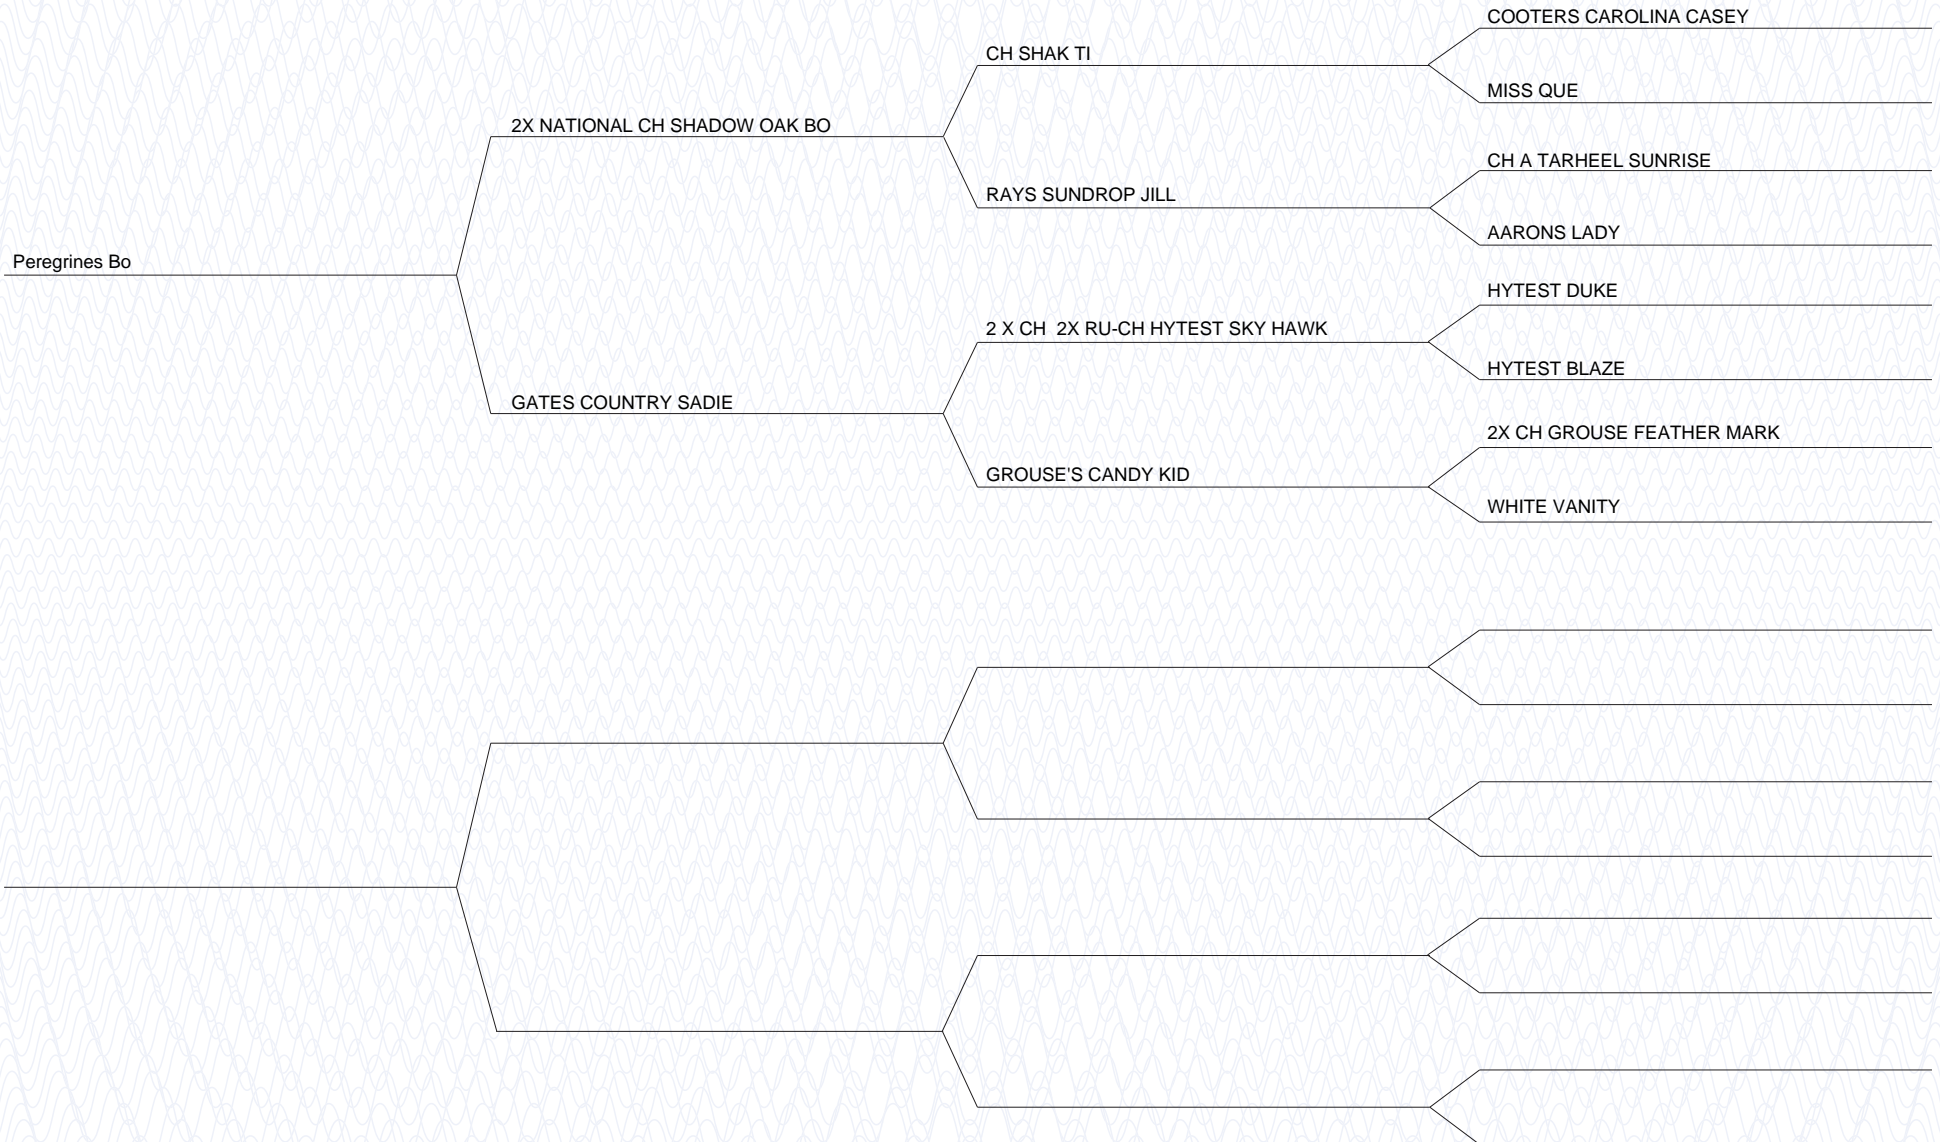 COOTERS CAROLINA CASEY
CH SHAK TI
MISS QUE
2X NATIONAL CH SHADOW OAK BO
CH A TARHEEL SUNRISE
RAYS SUNDROP JILL
AARONS LADY
Peregrines Bo
HYTEST DUKE
2 X CH  2X RU-CH HYTEST SKY HAWK
HYTEST BLAZE
GATES COUNTRY SADIE
2X CH GROUSE FEATHER MARK
GROUSE'S CANDY KID
WHITE VANITY